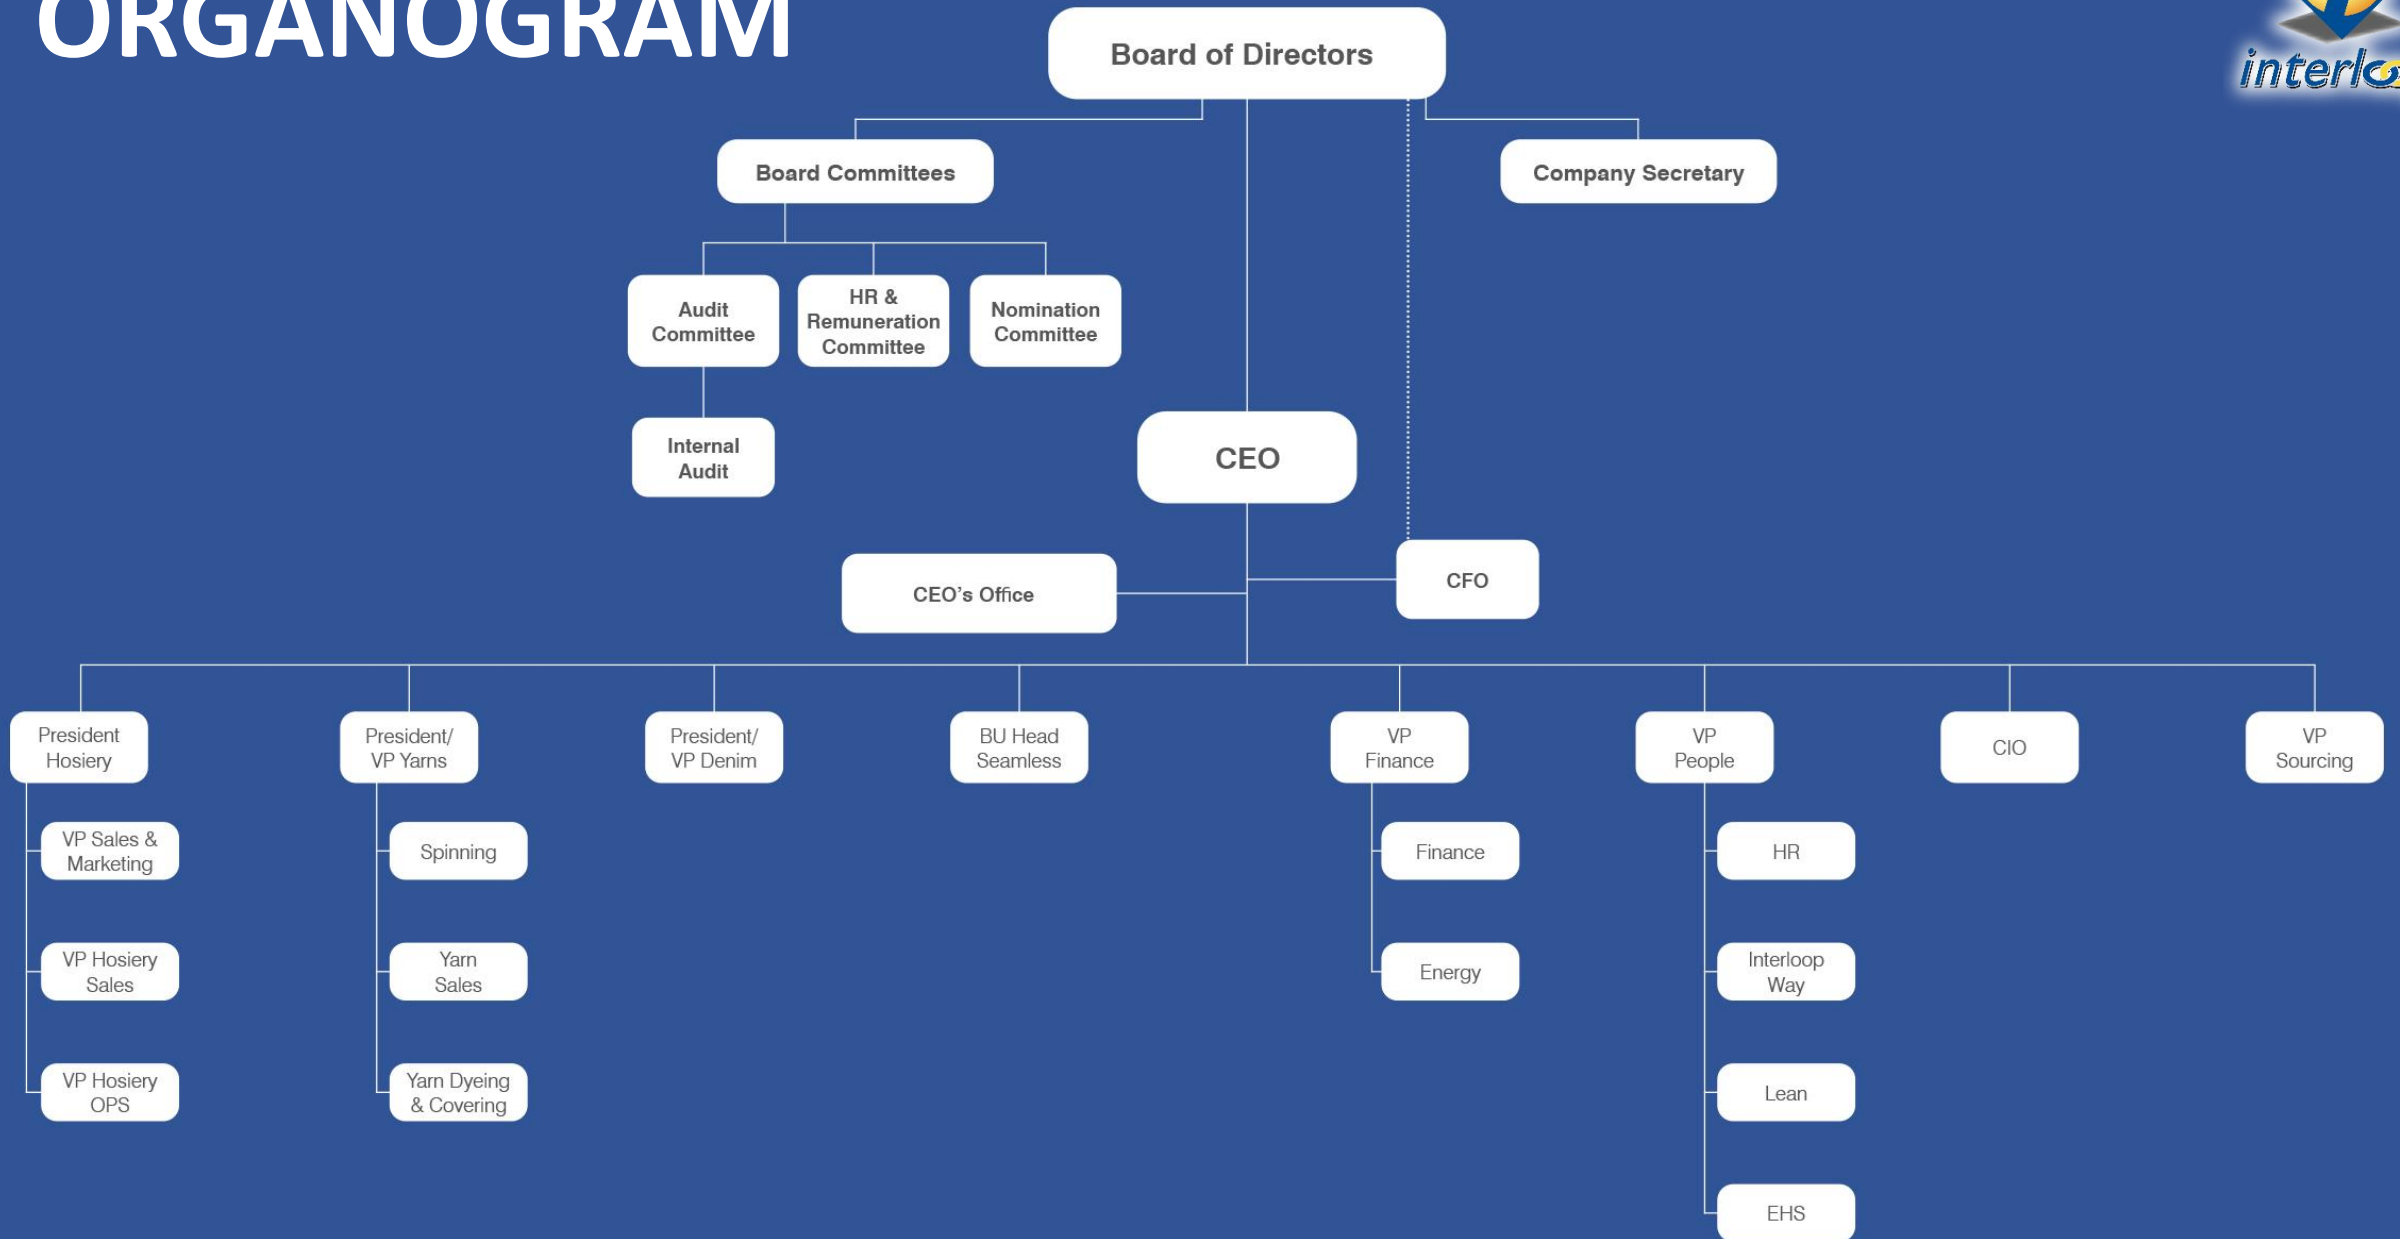 ORGANOGRAM
Board of Directors
Board Committees
Company Secretary
Audit
Committee
HR &
Remuneration
Committee
Nomination
Committee
Internal
Audit
CEO
CEO’s Office
CFO
President
Hosiery
President/
VP Yarns
President/
VP Denim
BU Head
Seamless
VP
Finance
VP
People
CIO
VP
Sourcing
VP Sales &
Marketing
Spinning
Finance
HR
VP Hosiery
Sales
Yarn
Sales
Energy
Interloop
Way
VP Hosiery
OPS
Yarn Dyeing
& Covering
Lean
EHS